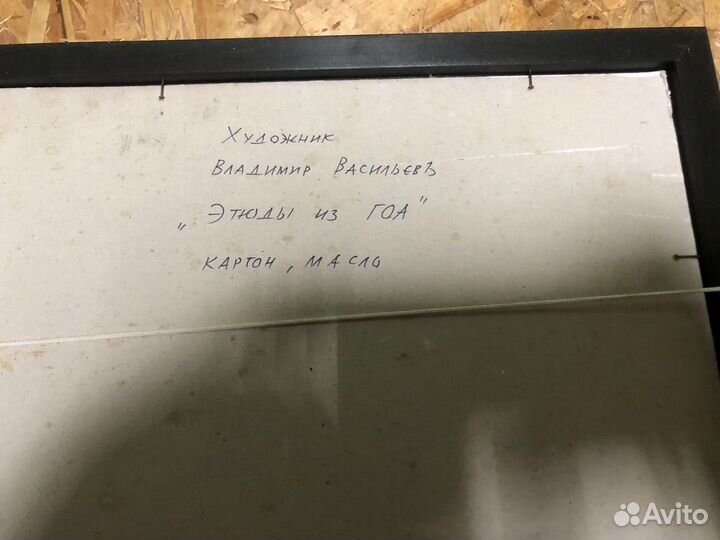 Художник
Владимир Васильевъ
„Этюды из ГОА"
картон, масло
Avito